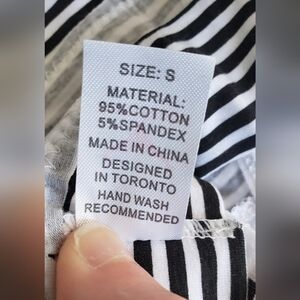 SIZE: S
MATERIAL:
95%COTTON
5%SPANDEX
MADE IN CHINA
DESIGNED
IN TORONTO
HAND WASH
RECOMMENDED